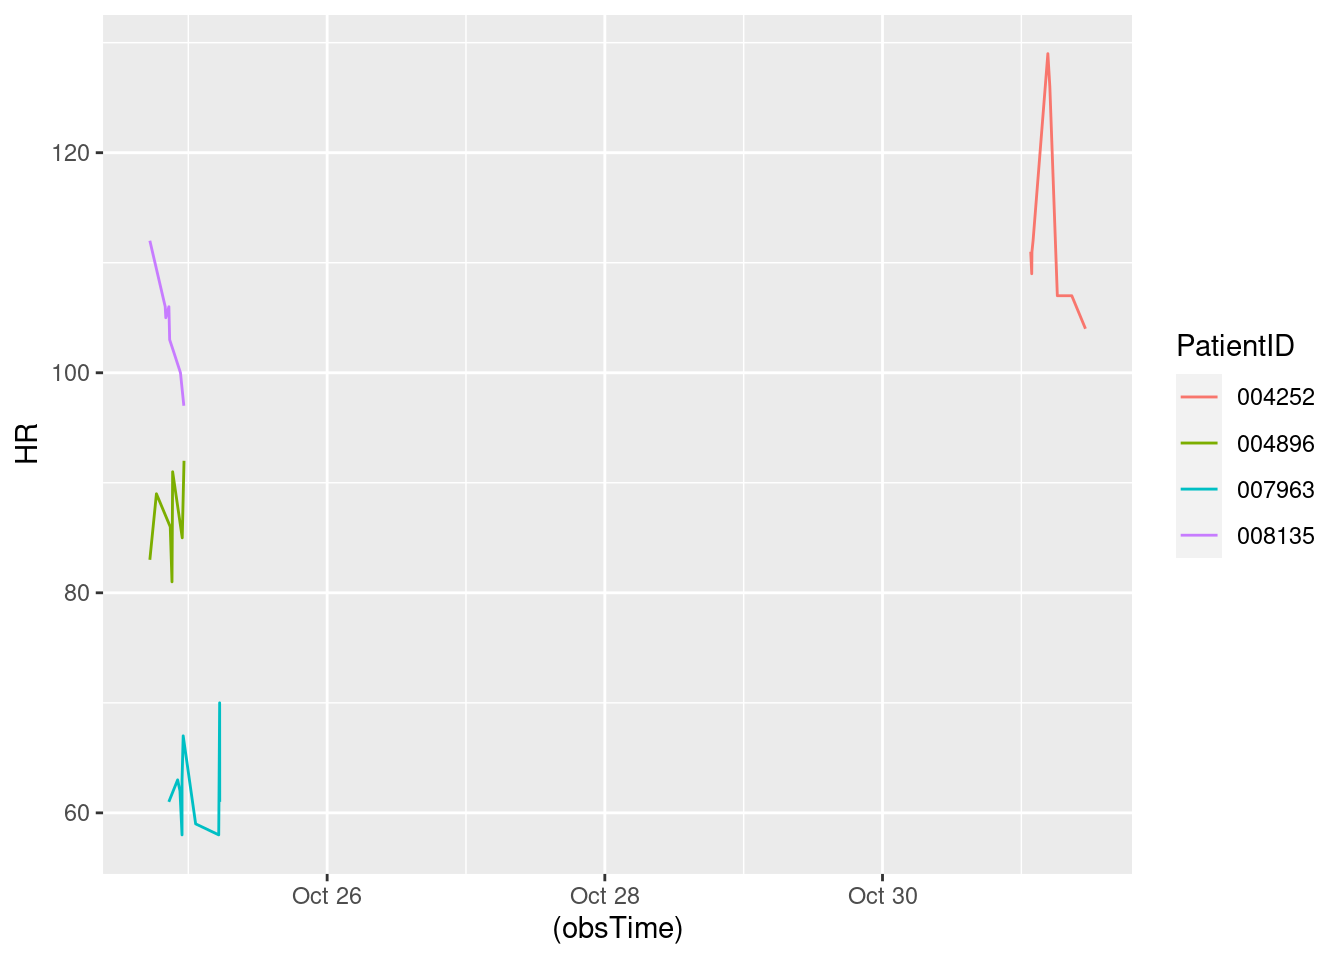 120
100
80
60
HR
Oct 26
Oct 28
Oct 30
(obsTime)
PatientID
004252
004896
007963
008135